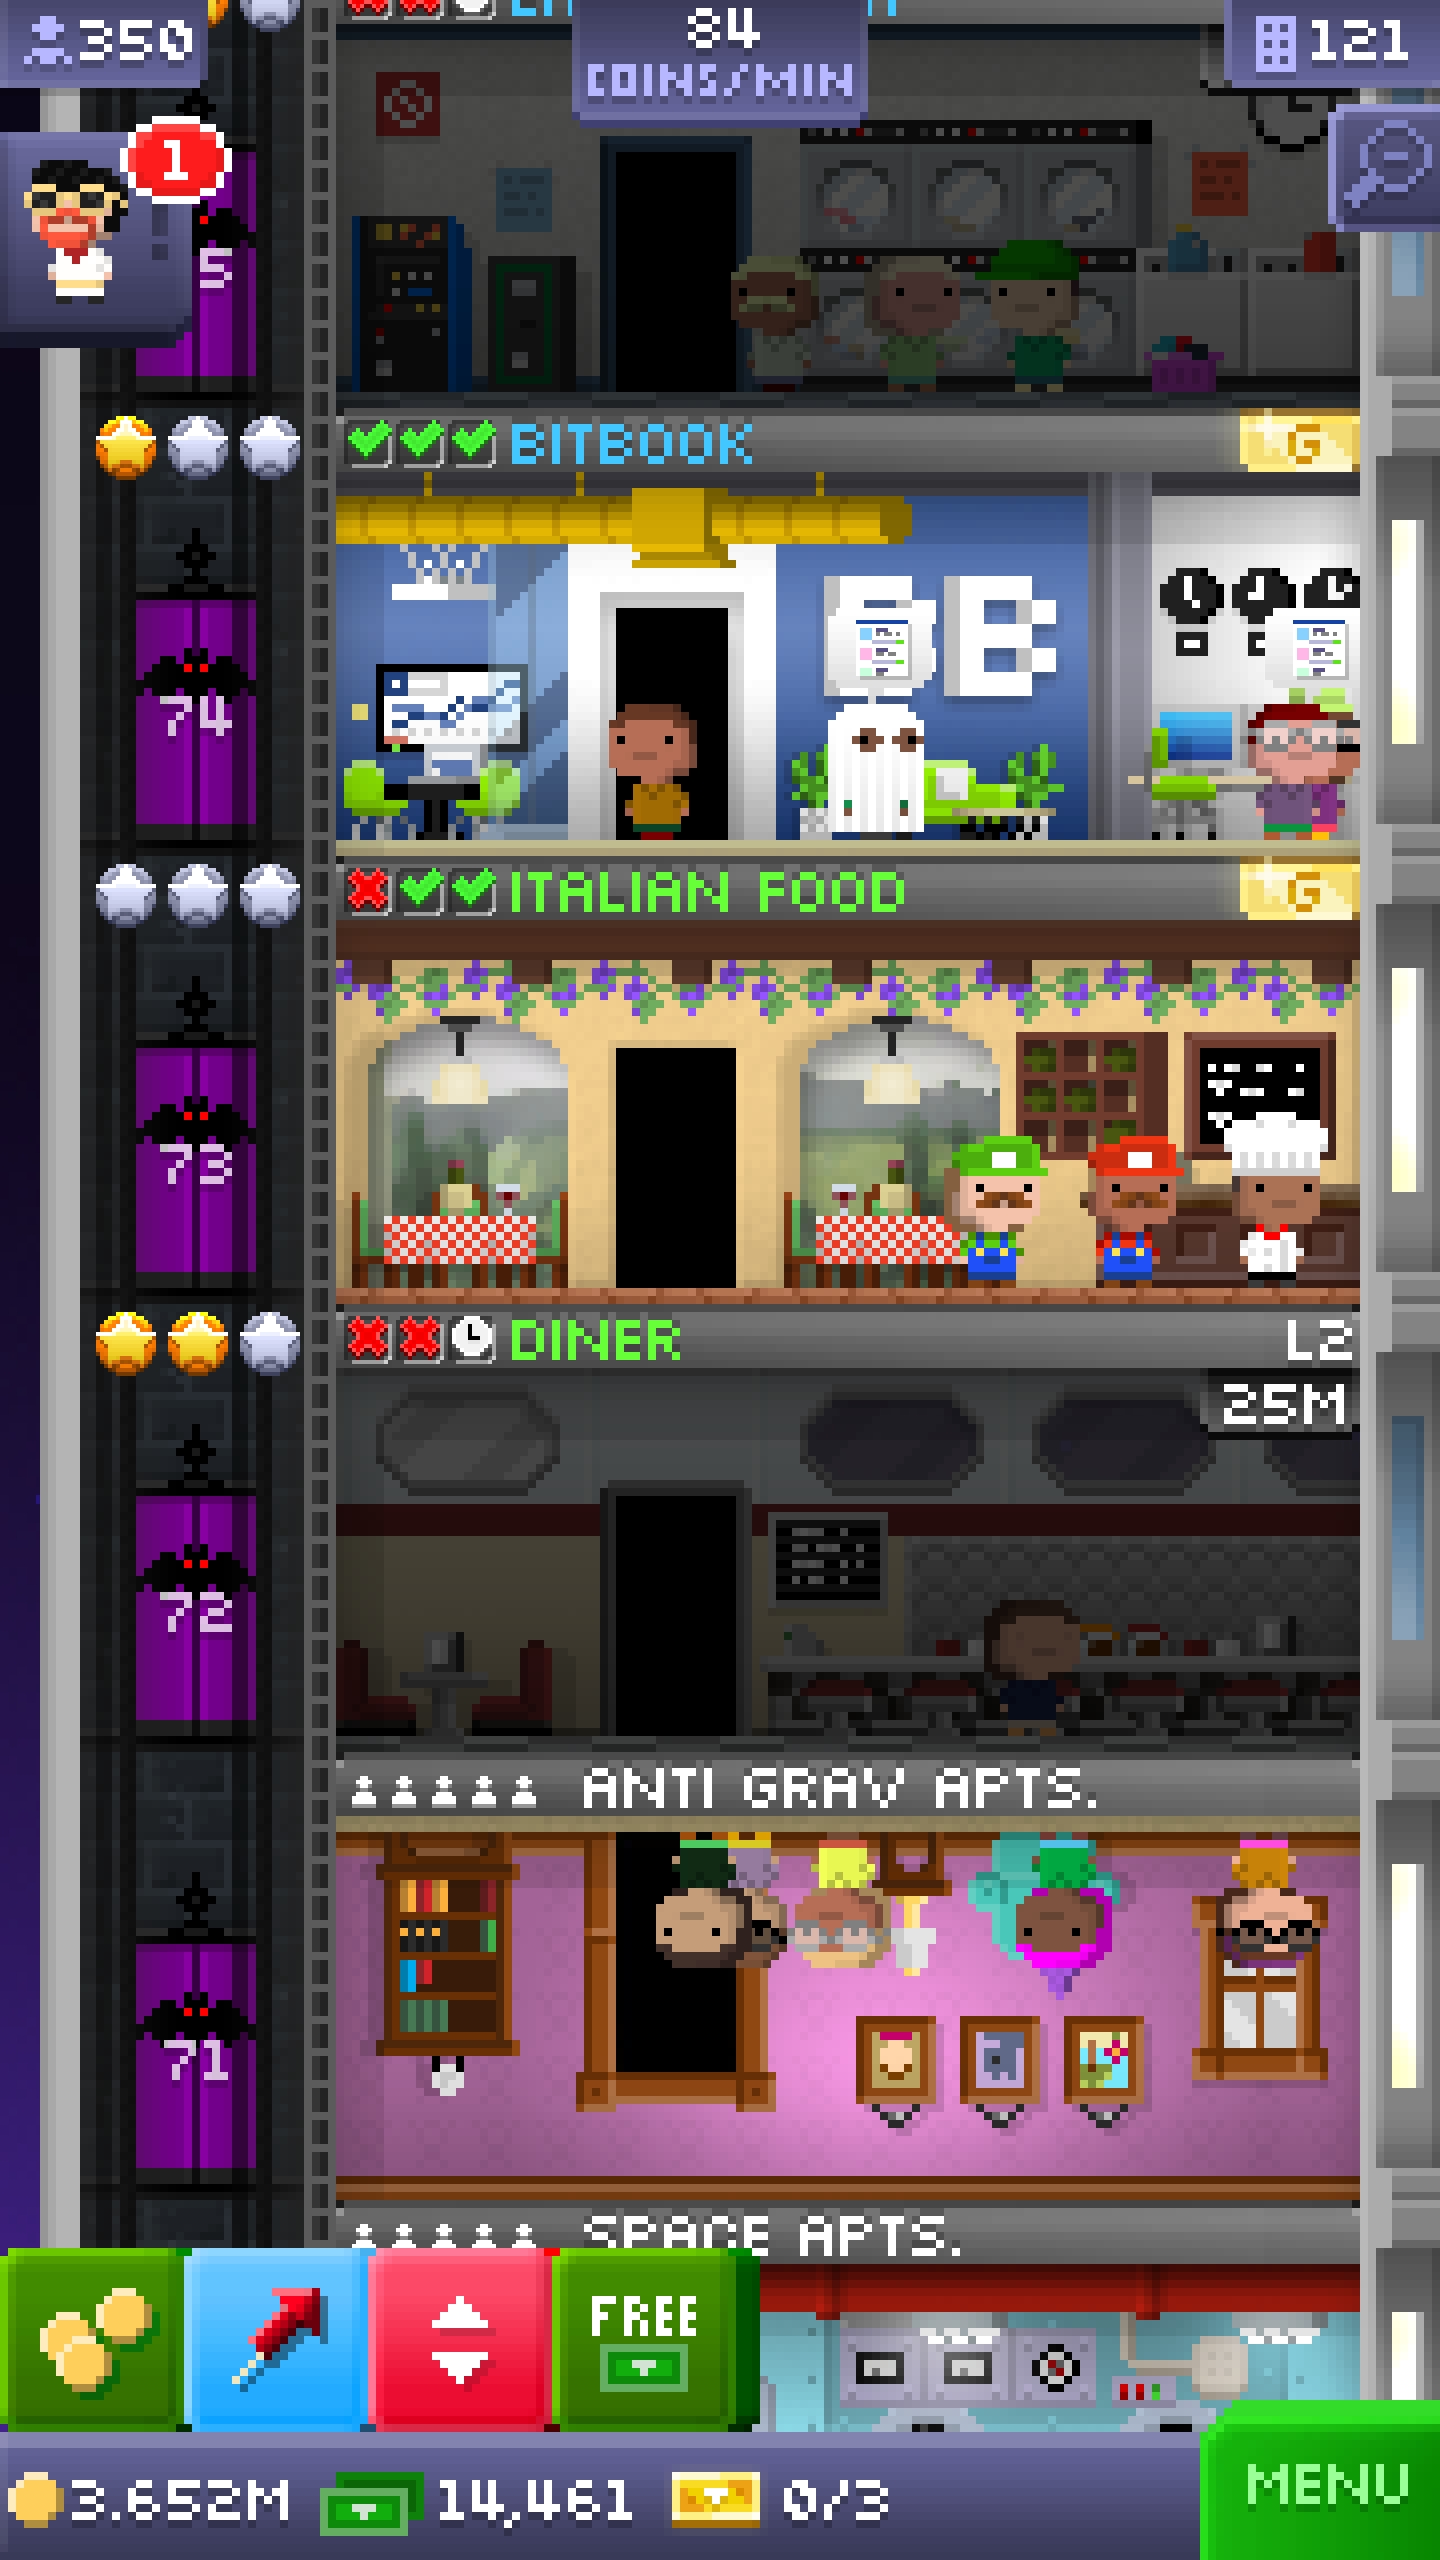 350
84
COINS/MIN
121
1
5
BITBOOK
G
BE
74
ITALIAN FOOD
G
73
DINER
L2
25M
72
ANTI GRAV APTS.
71
SPACE APTS.
FREE
3.652M
14,461
0/3
MENU